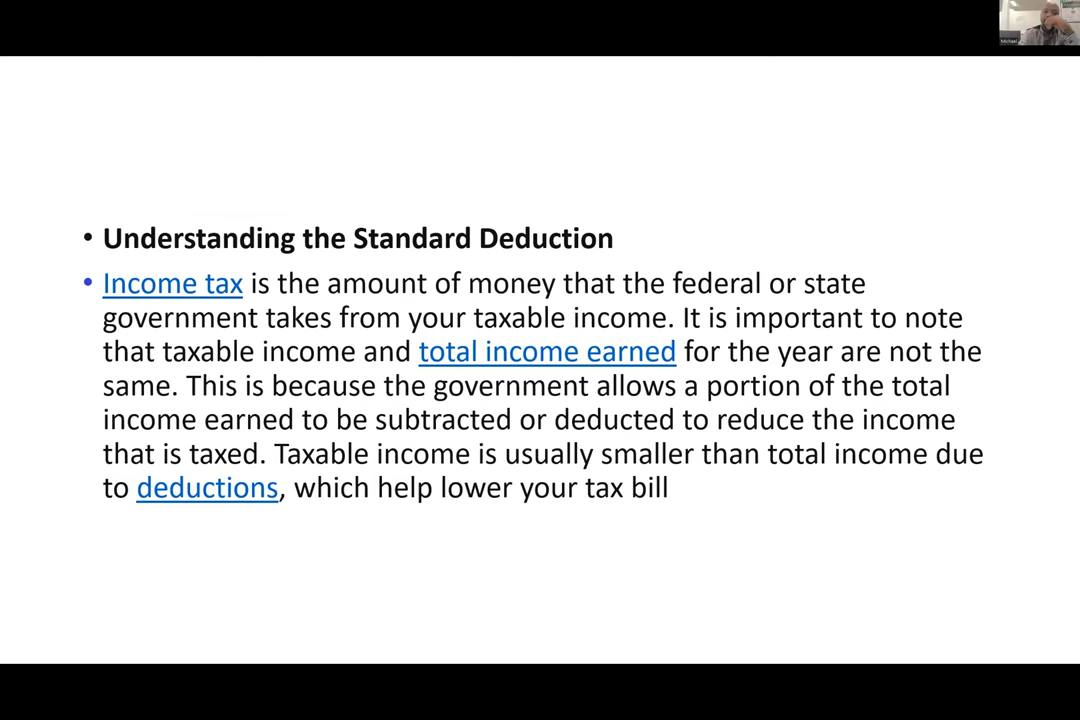 Michael
• Understanding the Standard Deduction
• Income tax is the amount of money that the federal or state
government takes from your taxable income. It is important to note
that taxable income and total income earned for the year are not the
same. This is because the government allows a portion of the total
income earned to be subtracted or deducted to reduce the income
that is taxed. Taxable income is usually smaller than total income due
to deductions, which help lower your tax bill